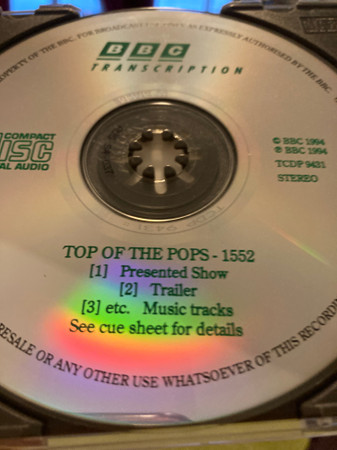 PROPERTY OF THE BBC. FOR BROADCAST USE ONLY AS EXPRESSLY AUTHORISED BY THE BBC.
BBC
TRANSCRIPTION
COMPACT
DISC
DIGITAL AUDIO
© BBC 1994
℗ BBC 1994
TCDP 9431
STEREO
TOP OF THE POPS - 1552
[1] Presented Show
[2] Trailer
[3] etc. Music tracks
See cue sheet for details
RESALE OR ANY OTHER USE WHATSOEVER OF THIS RECORDING